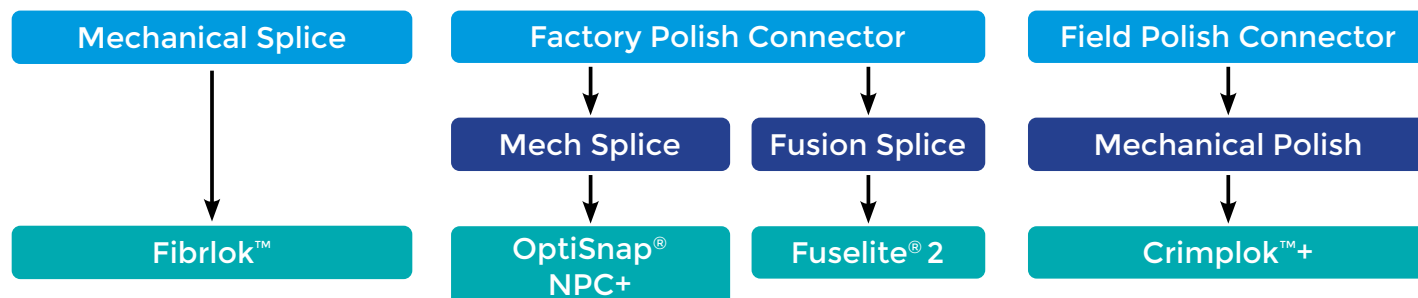 Mechanical Splice
Factory Polish Connector
Field Polish Connector
Mech Splice
Fusion Splice
Mechanical Polish
Fibrlok™
OptiSnap®
NPC+
Fuselite® 2
Crimplok™+